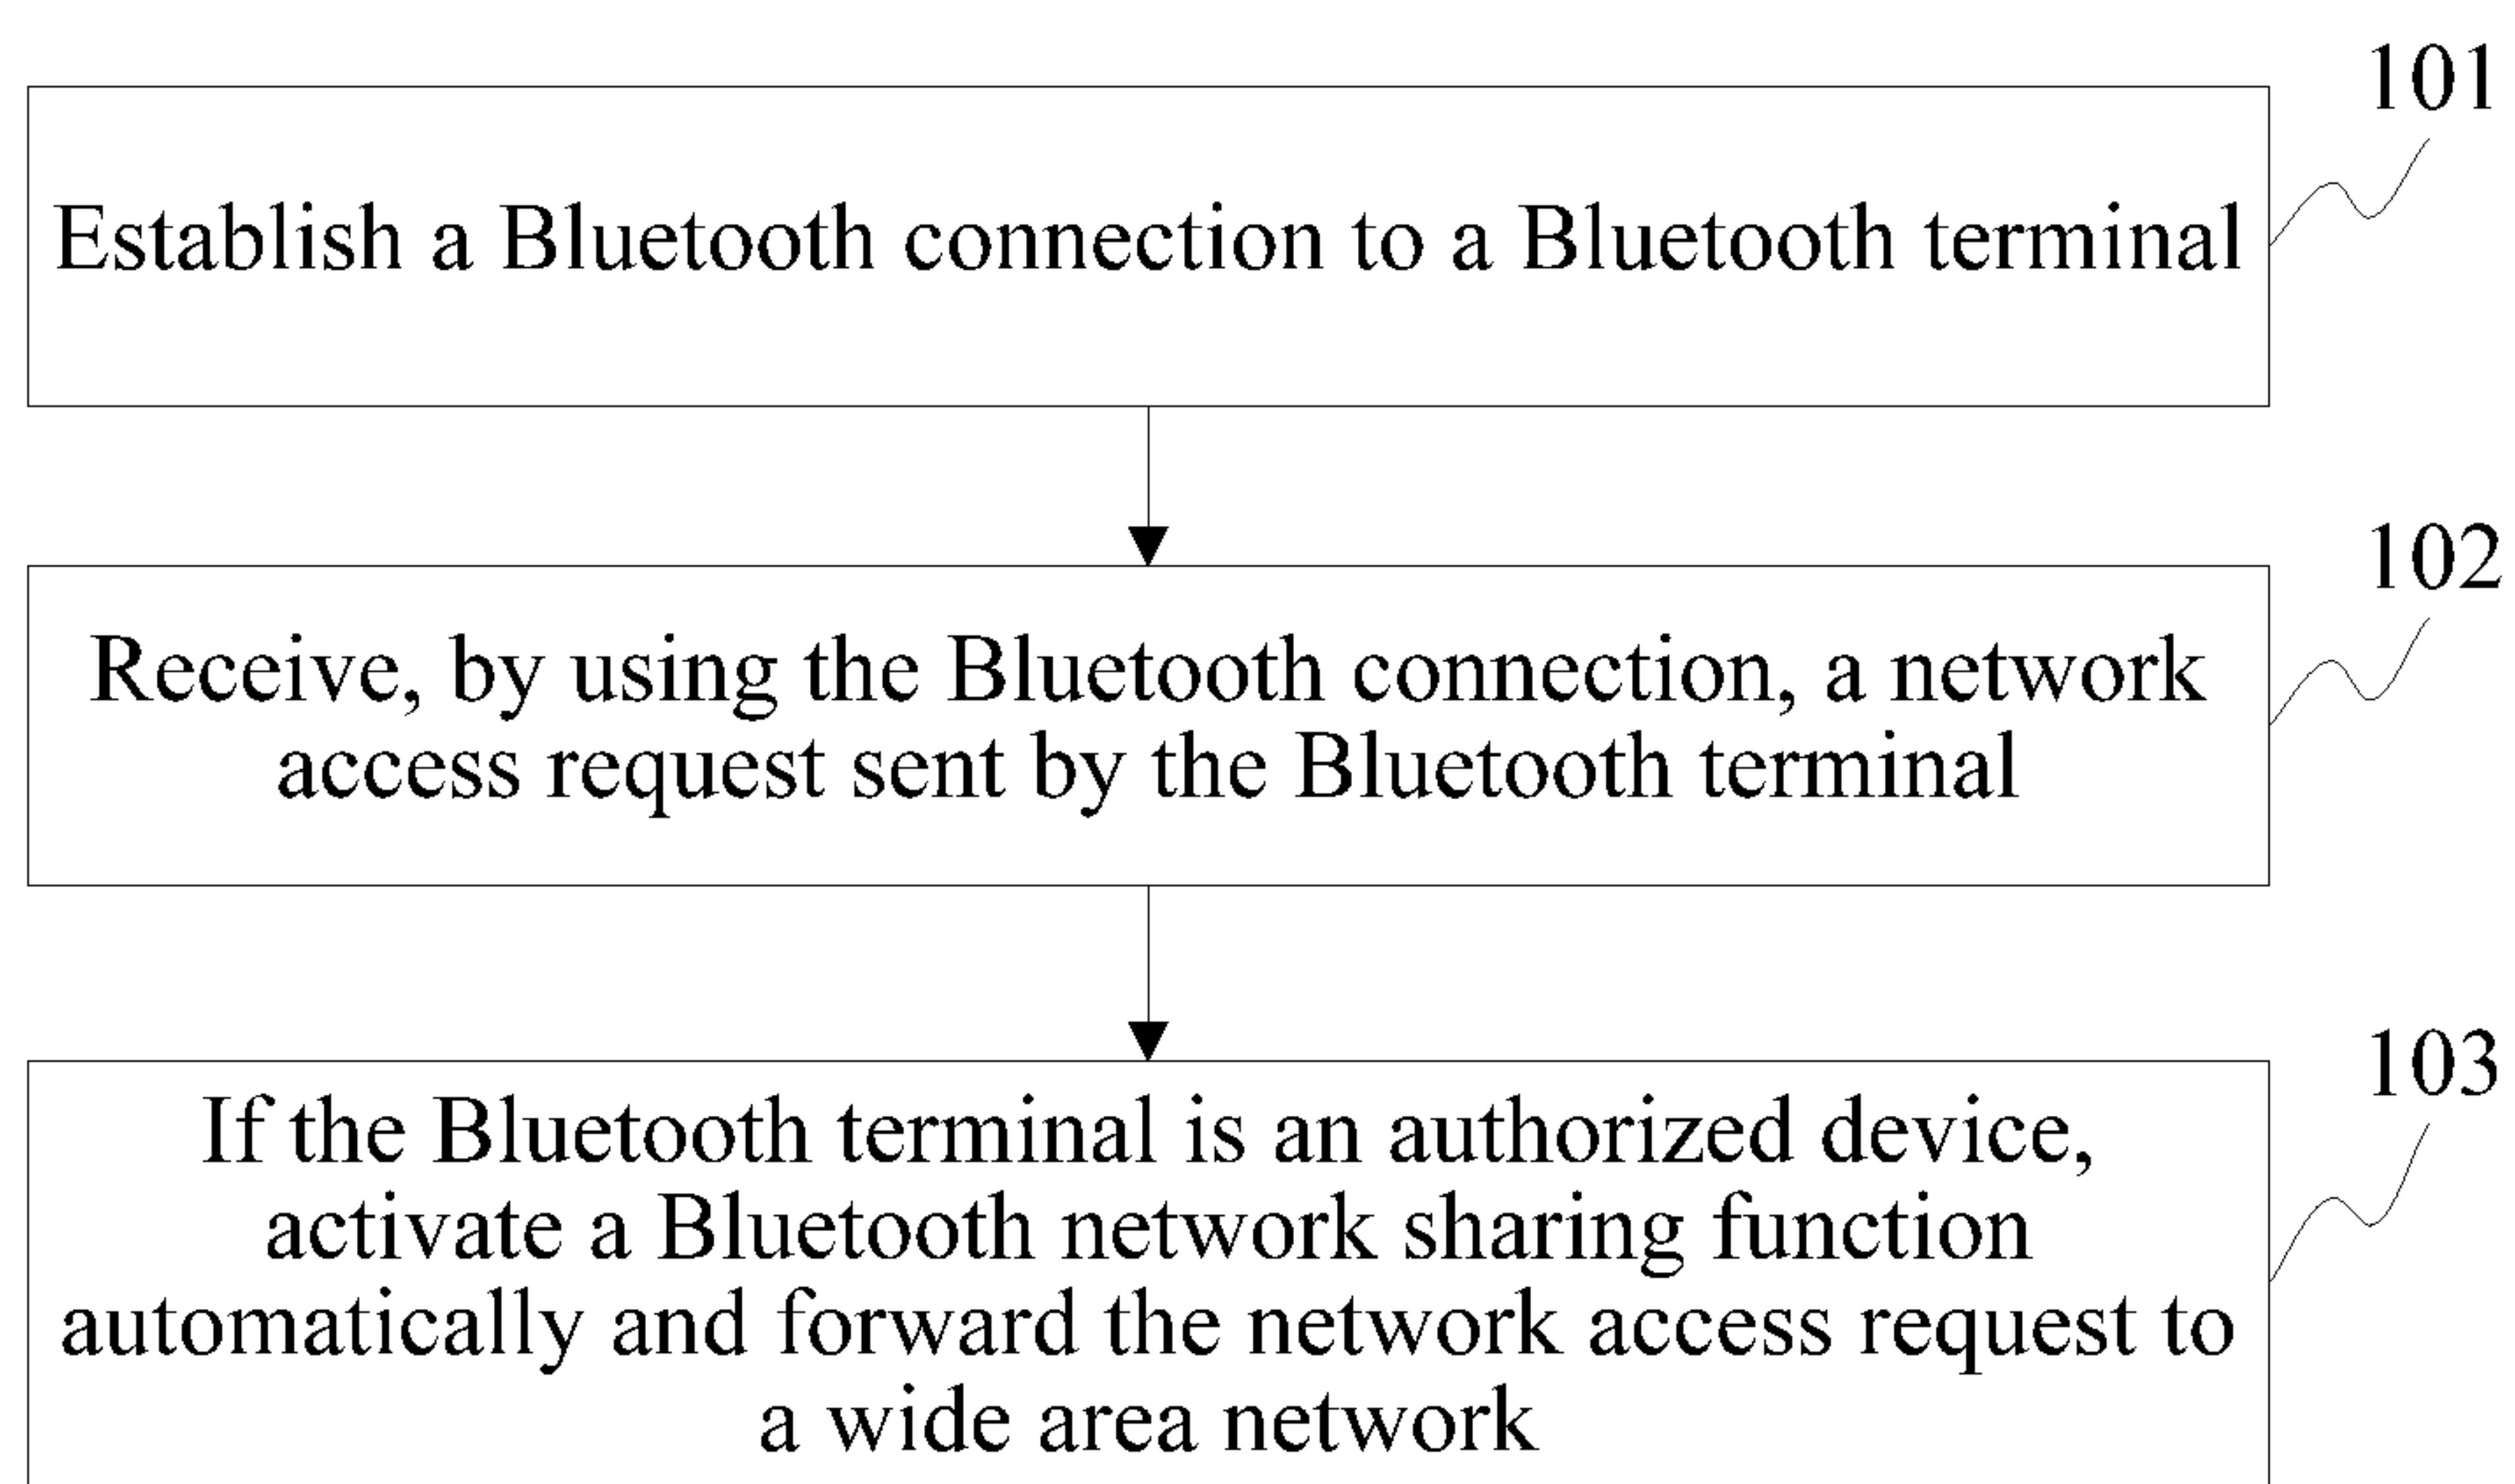 101
Establish a Bluetooth connection to a Bluetooth terminal
102
Receive, by using the Bluetooth connection, a network
access request sent by the Bluetooth terminal
103
If the Bluetooth terminal is an authorized device,
activate a Bluetooth network sharing function
automatically and forward the network access request to
a wide area network